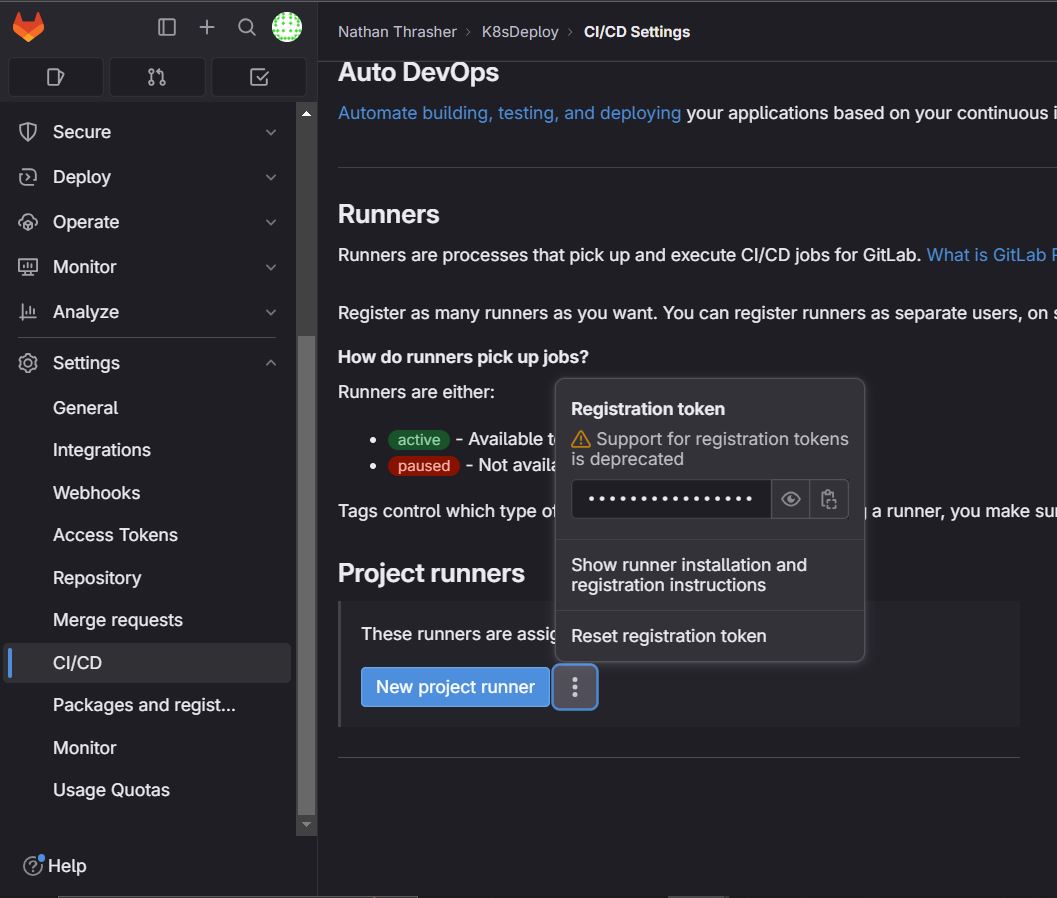 Nathan Thrasher › K8sDeploy › CI/CD Settings
Secure
Deploy
Operate
Monitor
Analyze
Settings
General
Integrations
Webhooks
Access Tokens
Repository
Merge requests
CI/CD
Packages and regist...
Monitor
Usage Quotas
Help
Auto DevOps
Automate building, testing, and deploying your applications based on your continuous
Runners
Runners are processes that pick up and execute CI/CD jobs for GitLab. What is GitLab
Register as many runners as you want. You can register runners as separate users, on
How do runners pick up jobs?
Runners are either:
• active - Available
• paused - Not
Tags control which type a runner, you make
Project runners
These runners are
New project runner
Registration token
Support for registration tokens
is deprecated
••••••••••••••••
Show runner installation and
registration instructions
Reset registration token